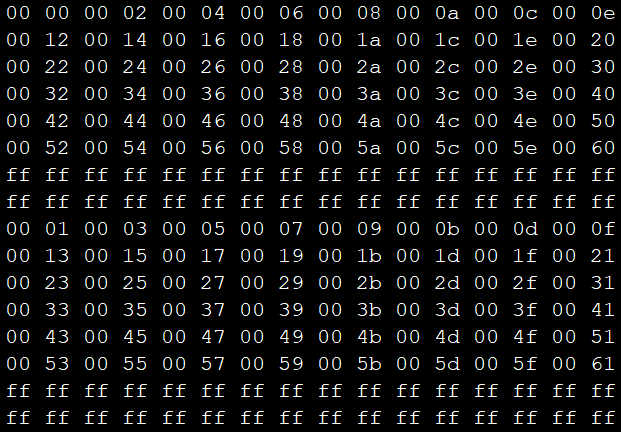 00 00 00 02 00 04 00 06 00 08 00 0a 00 0c 00 0e
00 12 00 14 00 16 00 18 00 1a 00 1c 00 1e 00 20
00 22 00 24 00 26 00 28 00 2a 00 2c 00 2e 00 30
00 32 00 34 00 36 00 38 00 3a 00 3c 00 3e 00 40
00 42 00 44 00 46 00 48 00 4a 00 4c 00 4e 00 50
00 52 00 54 00 56 00 58 00 5a 00 5c 00 5e 00 60
ff ff ff ff ff ff ff ff ff ff ff ff ff ff ff ff
ff ff ff ff ff ff ff ff ff ff ff ff ff ff ff ff
00 01 00 03 00 05 00 07 00 09 00 0b 00 0d 00 0f
00 13 00 15 00 17 00 19 00 1b 00 1d 00 1f 00 21
00 23 00 25 00 27 00 29 00 2b 00 2d 00 2f 00 31
00 33 00 35 00 37 00 39 00 3b 00 3d 00 3f 00 41
00 43 00 45 00 47 00 49 00 4b 00 4d 00 4f 00 51
00 53 00 55 00 57 00 59 00 5b 00 5d 00 5f 00 61
ff ff ff ff ff ff ff ff ff ff ff ff ff ff ff ff
ff ff ff ff ff ff ff ff ff ff ff ff ff ff ff ff